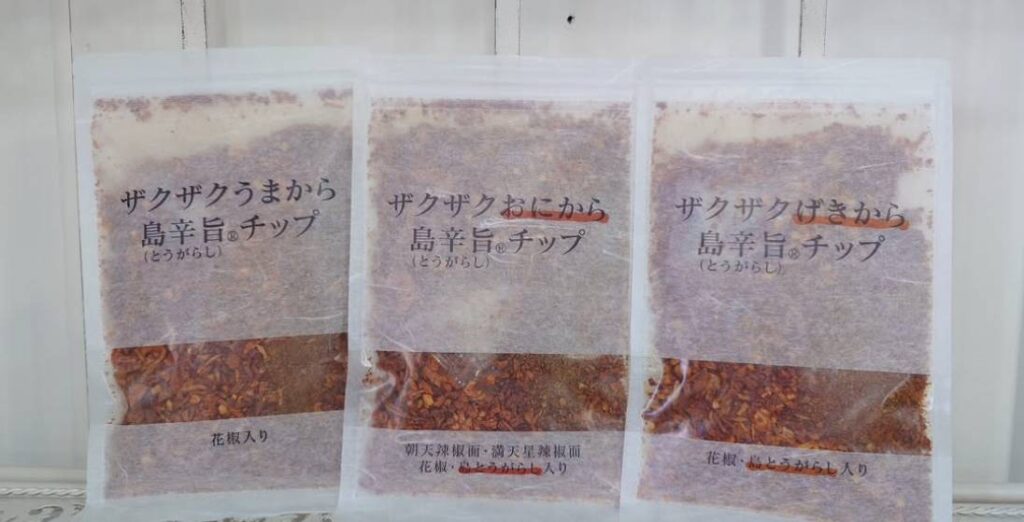 ザクザクうまから
島辛旨®チップ
(とうがらし)
花椒入り
ザクザクおにから
島辛旨®チップ
(とうがらし)
朝天辣椒面・満天星辣椒面
花椒・島とうがらし入り
ザクザクげきから
島辛旨®チップ
(とうがらし)
花椒・島とうがらし入り